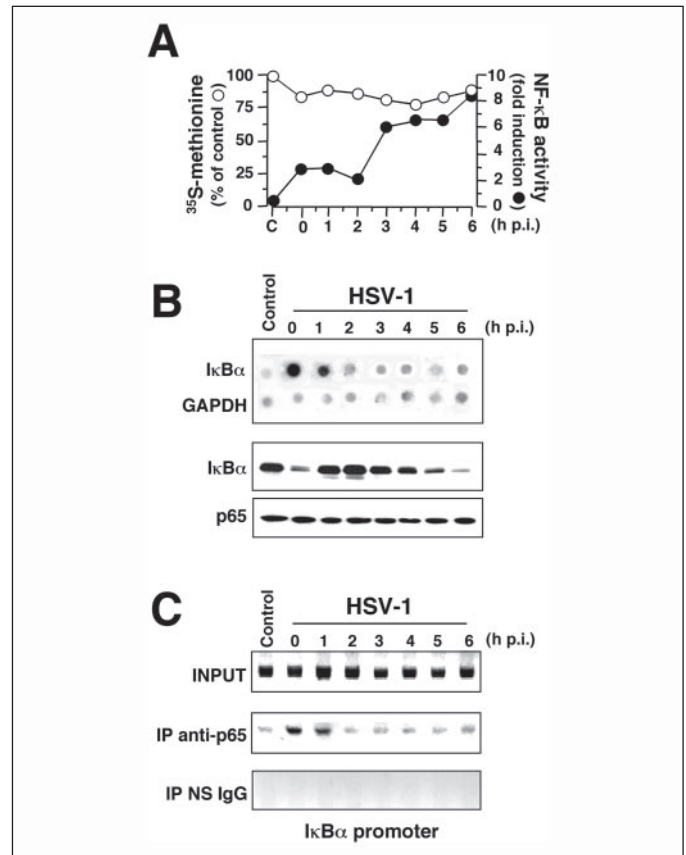 A
³⁵S-methionine
(% of control ○)
100
75
50
25
0
10
8
6
4
2
0
NF-κB activity
(fold induction ●)
C 0 1 2 3 4 5 6 (h p.i.)
B
Control
HSV-1
0 1 2 3 4 5 6 (h p.i.)
IκBα
GAPDH
IκBα
p65
C
Control
HSV-1
0 1 2 3 4 5 6 (h p.i.)
INPUT
IP anti-p65
IP NS IgG
IκBα promoter